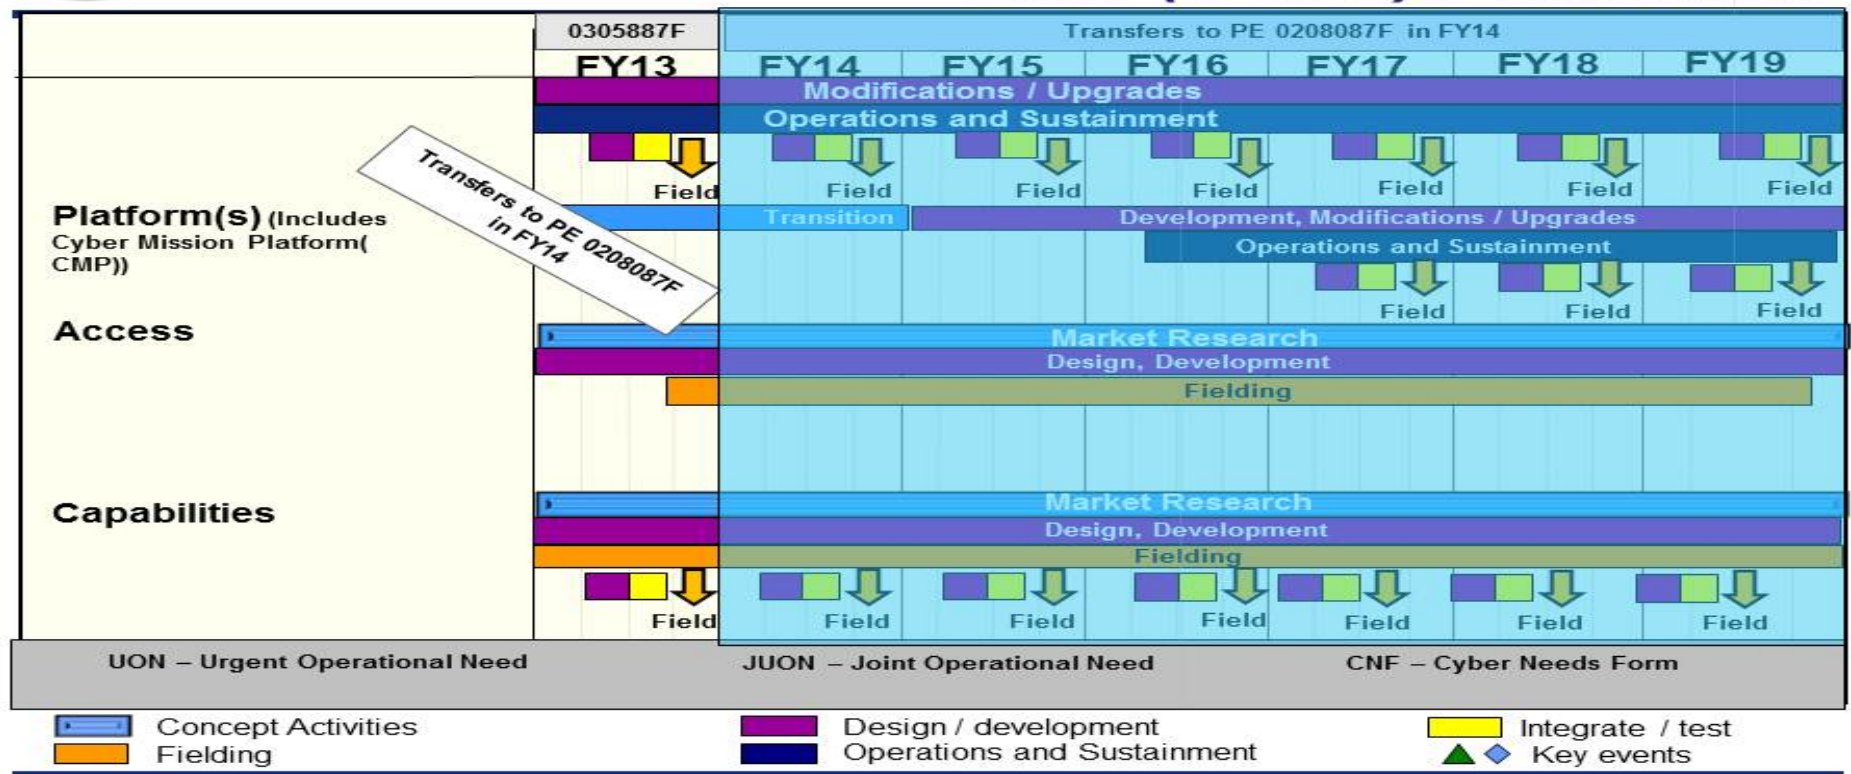 0305887F
Transfers to PE 0208087F in FY14
FY13 FY14 FY15 FY16 FY17 FY18 FY19
Modifications / Upgrades
Operations and Sustainment
Field Field Field Field Field Field Field
Transfers to PE 0208087F
in FY14
Platform(s) (Includes
Cyber Mission Platform(
CMP))
Transition
Development, Modifications / Upgrades
Operations and Sustainment
Field Field Field
Access
Market Research
Design, Development
Fielding
Capabilities
Market Research
Design, Development
Fielding
Field Field Field Field Field Field Field
UON – Urgent Operational Need
JUON – Joint Operational Need
CNF – Cyber Needs Form
Concept Activities
Design / development
Integrate / test
Fielding
Operations and Sustainment
Key events